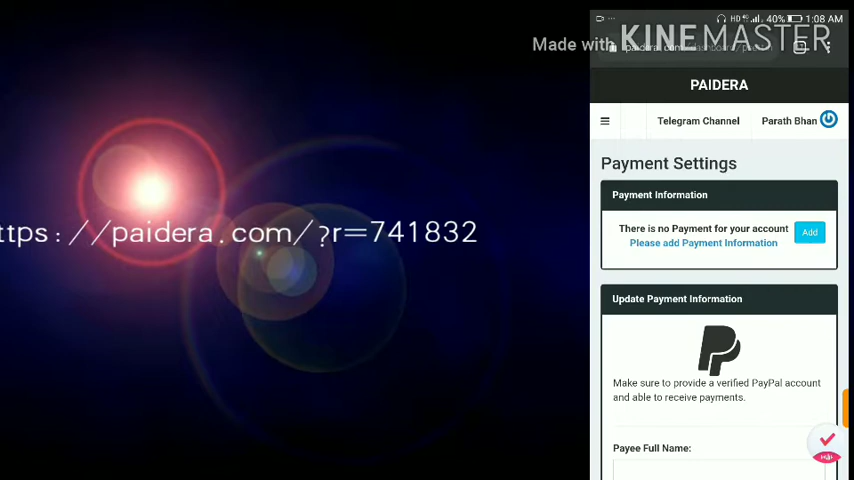 ttps://paidera.com/?r=741832
HD 40% 1:08 AM
Made with KINEMASTER
PAIDERA
Telegram Channel Parath Bhan
Payment Settings
Payment Information
There is no Payment for your account
Please add Payment Information
Add
Update Payment Information
Make sure to provide a verified PayPal account
and able to receive payments.
Payee Full Name: